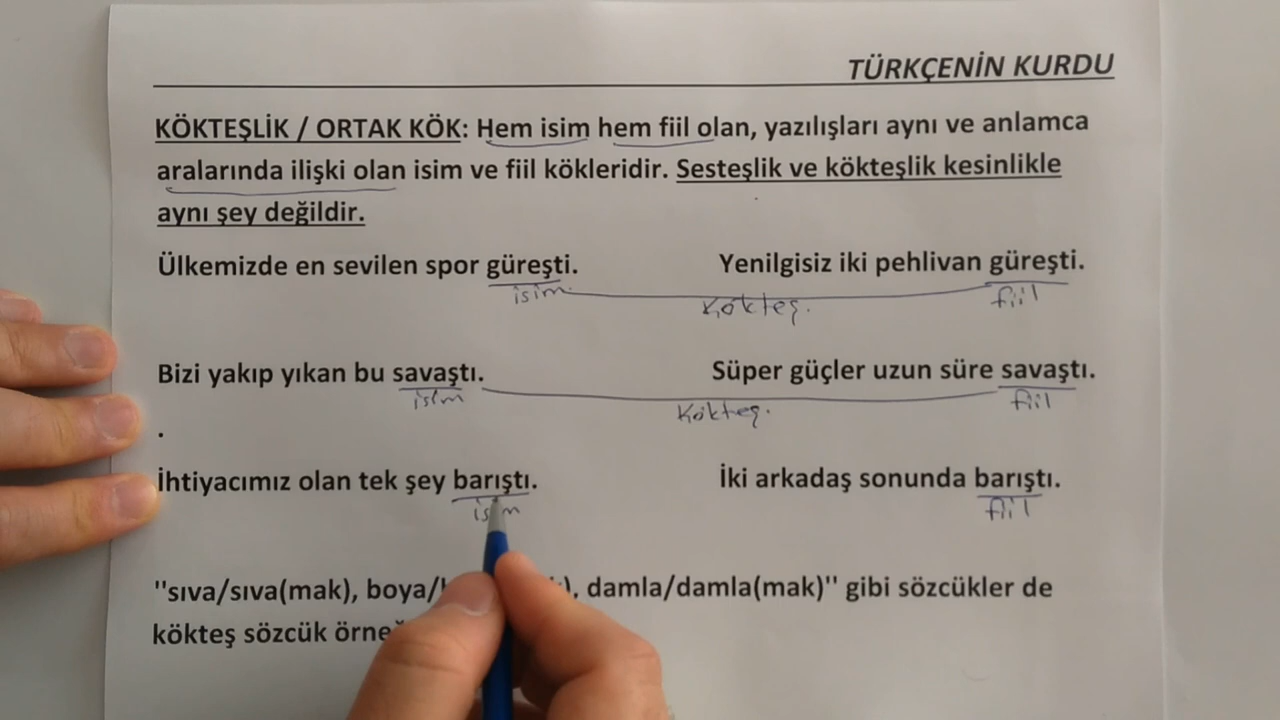 TÜRKÇENİN KURDU
KÖKTEŞLİK / ORTAK KÖK: Hem isim hem fiil olan, yazılışları aynı ve anlamca
aralarında ilişki olan isim ve fiil kökleridir. Sesteşlik ve kökteşlik kesinlikle
aynı şey değildir.
Ülkemizde en sevilen spor güreşti. Yenilgisiz iki pehlivan güreşti.
isim Kökteş. fiil
Bizi yakıp yıkan bu savaştı. Süper güçler uzun süre savaştı.
isim Kökteş. fiil
.
İhtiyacımız olan tek şey barıştı. İki arkadaş sonunda barıştı.
fiil
"sıva/sıva(mak), damla/damla(mak)" gibi sözcükler de
kökteş sözcük